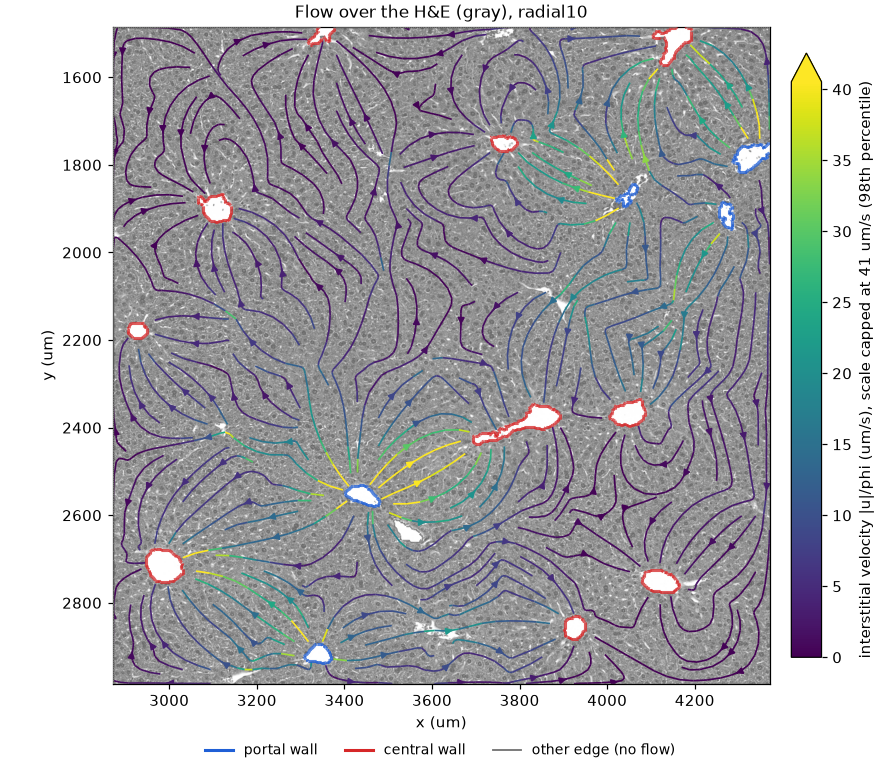 Flow over the H&E (gray), radial10
1600
1800
2000
2200
2400
2600
2800
y (um)
3000 3200 3400 3600 3800 4000 4200
x (um)
40
35
30
25
20
15
10
5
0
interstitial velocity |u|/phi (um/s), scale capped at 41 um/s (98th percentile)
portal wall central wall other edge (no flow)